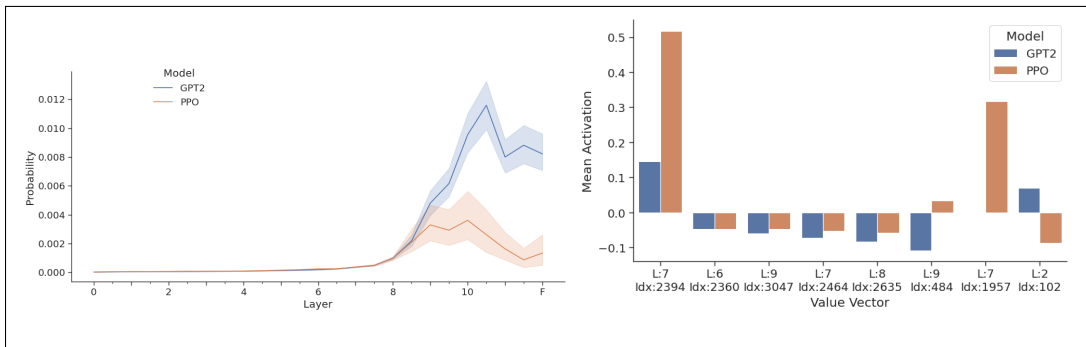 Model
GPT2
PPO
Probability
0.012
0.010
0.008
0.006
0.004
0.002
0.000
0 2 4 6 8 10 F
Layer
Model
GPT2
PPO
Mean Activation
0.5
0.4
0.3
0.2
0.1
0.0
−0.1
L:7 L:6 L:9 L:7 L:8 L:9 L:7 L:2
Idx:2394 Idx:2360 Idx:3047 Idx:2464 Idx:2635 Idx:484 Idx:1957 Idx:102
Value Vector